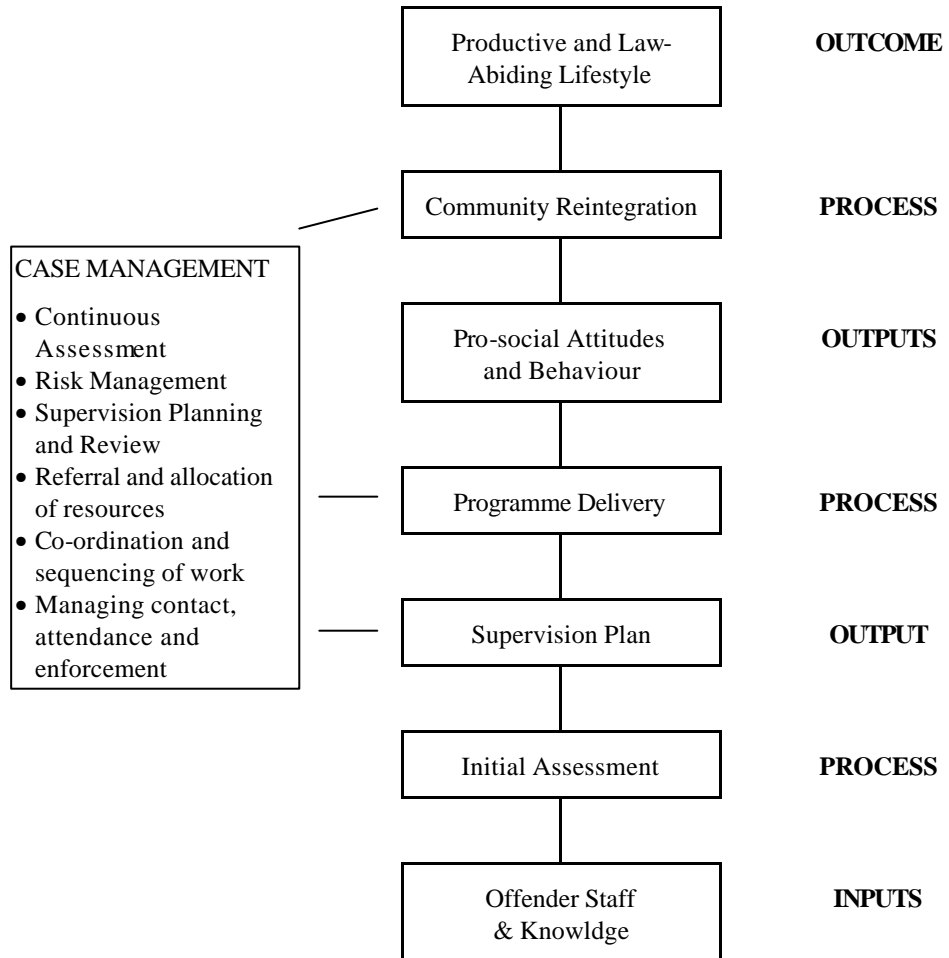 Productive and Law-
Abiding Lifestyle
OUTCOME
Community Reintegration
PROCESS
CASE MANAGEMENT
• Continuous
Assessment
• Risk Management
• Supervision Planning
and Review
• Referral and allocation
of resources
• Co-ordination and
sequencing of work
• Managing contact,
attendance and
enforcement
Pro-social Attitudes
and Behaviour
OUTPUTS
Programme Delivery
PROCESS
Supervision Plan
OUTPUT
Initial Assessment
PROCESS
Offender Staff
& Knowldge
INPUTS